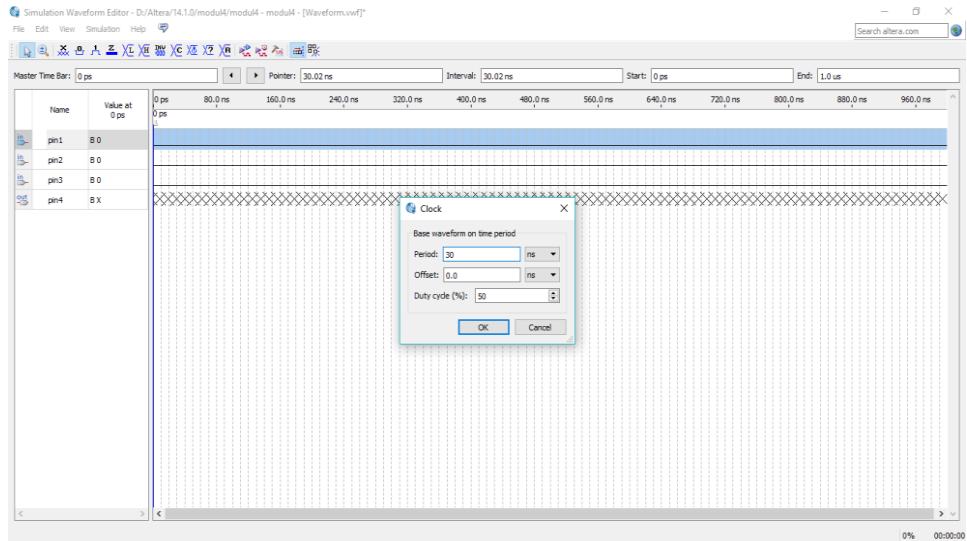 Simulation Waveform Editor - D:/Altera/14.1.0/modul4/modul4 - modul4 - [Waveform.vwf]*
File Edit View Simulation Help
Search altera.com
Master Time Bar: 0 ps Pointer: 30.02 ns Interval: 30.02 ns Start: 0 ps End: 1.0 us
Name Value at 0 ps
0 ps 80.0 ns 160.0 ns 240.0 ns 320.0 ns 400.0 ns 480.0 ns 560.0 ns 640.0 ns 720.0 ns 800.0 ns 880.0 ns 960.0 ns
0 ps
in pin1 B 0
in pin2 B 0
in pin3 B 0
out pin4 B X
Clock
Base waveform on time period
Period: 30 ns
Offset: 0.0 ns
Duty cycle (%): 50
OK Cancel
0% 00:00:00